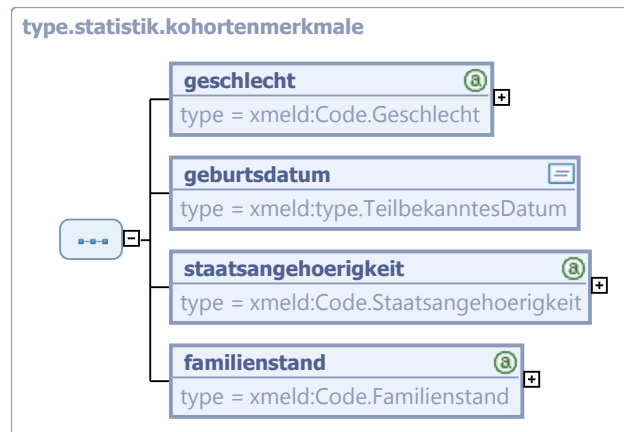 type.statistik.kohortenmerkmale
geschlecht
type = xmeld:Code.Geschlecht
geburtsdatum
type = xmeld:type.TeilbekanntesDatum
staatsangehoerigkeit
type = xmeld:Code.Staatsangehoerigkeit
familienstand
type = xmeld:Code.Familienstand